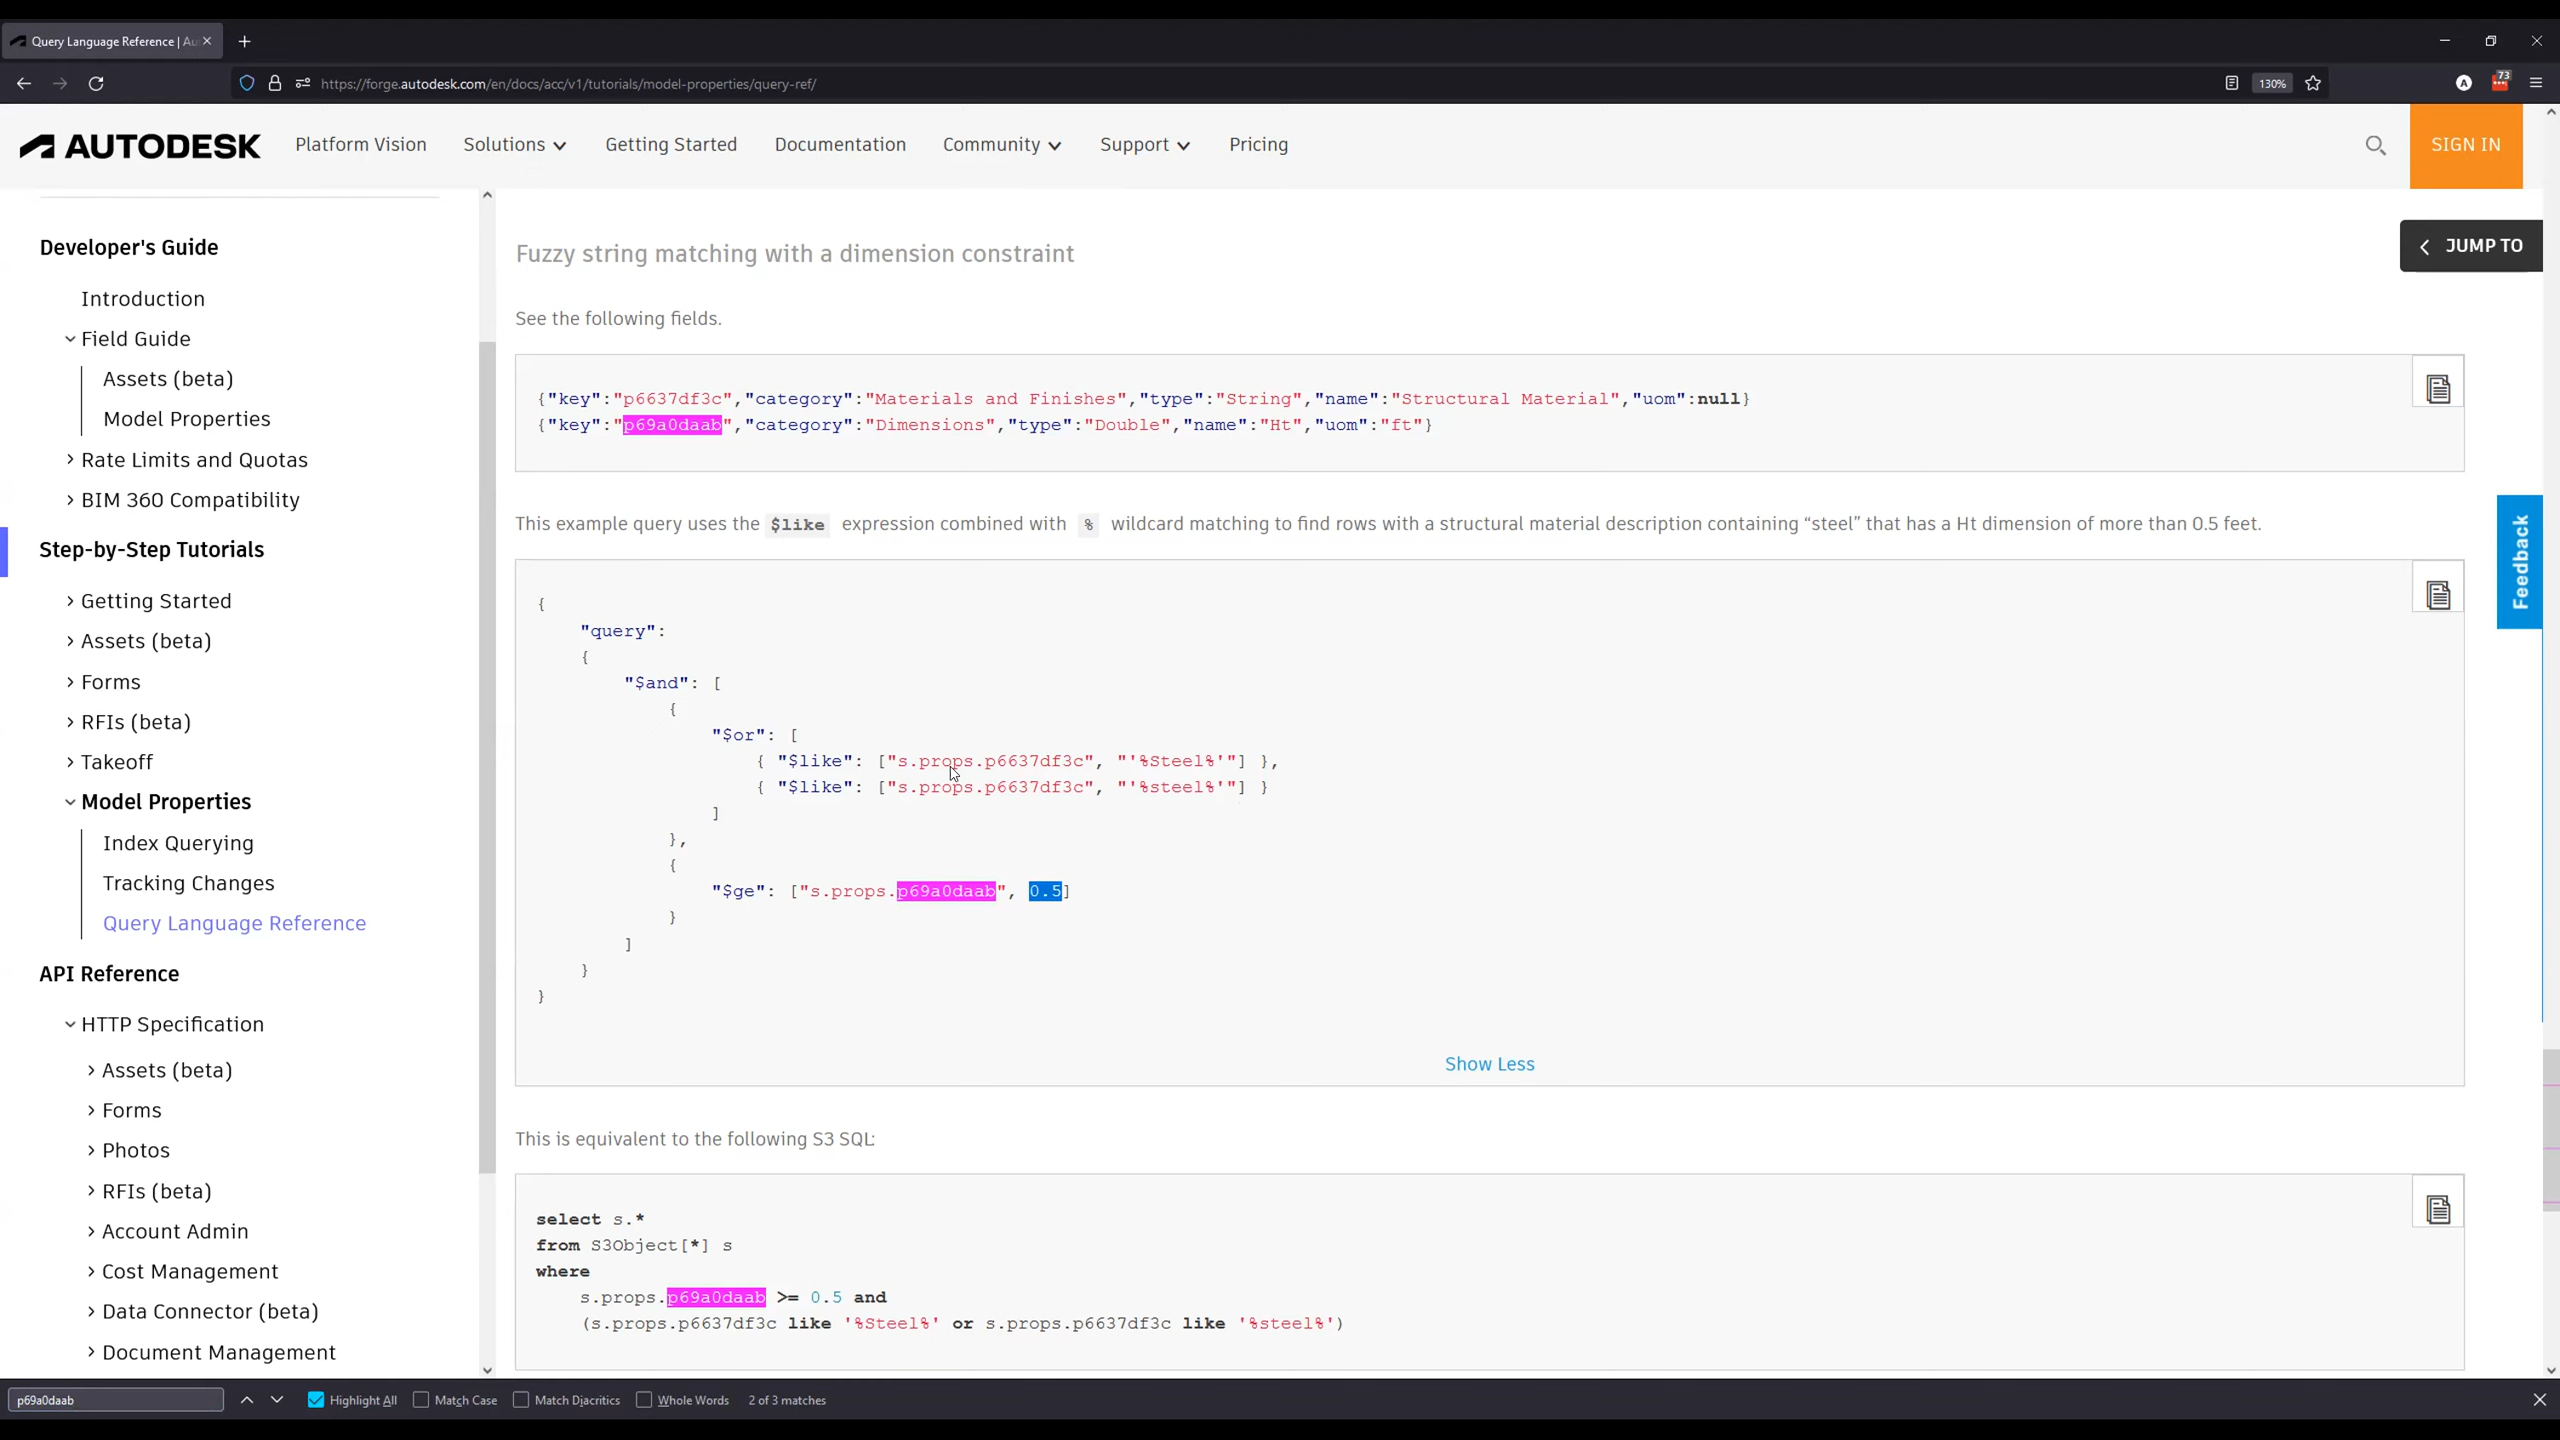 Query Language Reference | Au
https://forge.autodesk.com/en/docs/acc/v1/tutorials/model-properties/query-ref/
130%
A
73
AUTODESK
Platform Vision
Solutions
Getting Started
Documentation
Community
Support
Pricing
SIGN IN
Developer's Guide
Introduction
Field Guide
Assets (beta)
Model Properties
Rate Limits and Quotas
BIM 360 Compatibility
Step-by-Step Tutorials
Getting Started
Assets (beta)
Forms
RFIs (beta)
Takeoff
Model Properties
Index Querying
Tracking Changes
Query Language Reference
API Reference
HTTP Specification
Assets (beta)
Forms
Photos
RFIs (beta)
Account Admin
Cost Management
Data Connector (beta)
Document Management
JUMP TO
Feedback
Fuzzy string matching with a dimension constraint
See the following fields.
{"key":"p6637df3c","category":"Materials and Finishes","type":"String","name":"Structural Material","uom":null}
{"key":"p69a0daab","category":"Dimensions","type":"Double","name":"Ht","uom":"ft"}
This example query uses the $like expression combined with % wildcard matching to find rows with a structural material description containing “steel” that has a Ht dimension of more than 0.5 feet.
{
"query":
{
"$and": [
{
"$or": [
{ "$like": ["s.props.p6637df3c", "'%Steel%'"] },
{ "$like": ["s.props.p6637df3c", "'%steel%'"] }
]
},
{
"$ge": ["s.props.p69a0daab", 0.5]
}
]
}
}
Show Less
This is equivalent to the following S3 SQL:
select s.*
from S3Object[*] s
where
s.props.p69a0daab >= 0.5 and
(s.props.p6637df3c like '%Steel%' or s.props.p6637df3c like '%steel%')
p69a0daab
Highlight All
Match Case
Match Diacritics
Whole Words
2 of 3 matches